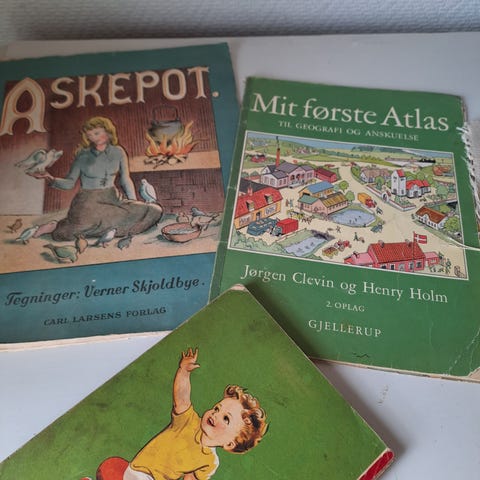 ASKEPOT.
Tegninger: Verner Skjoldbye.
CARL LARSENS FORLAG
Mit første Atlas
TIL GEOGRAFI OG ANSKUELSE
Jørgen Clevin og Henry Holm
2. OPLAG
GJELLERUP